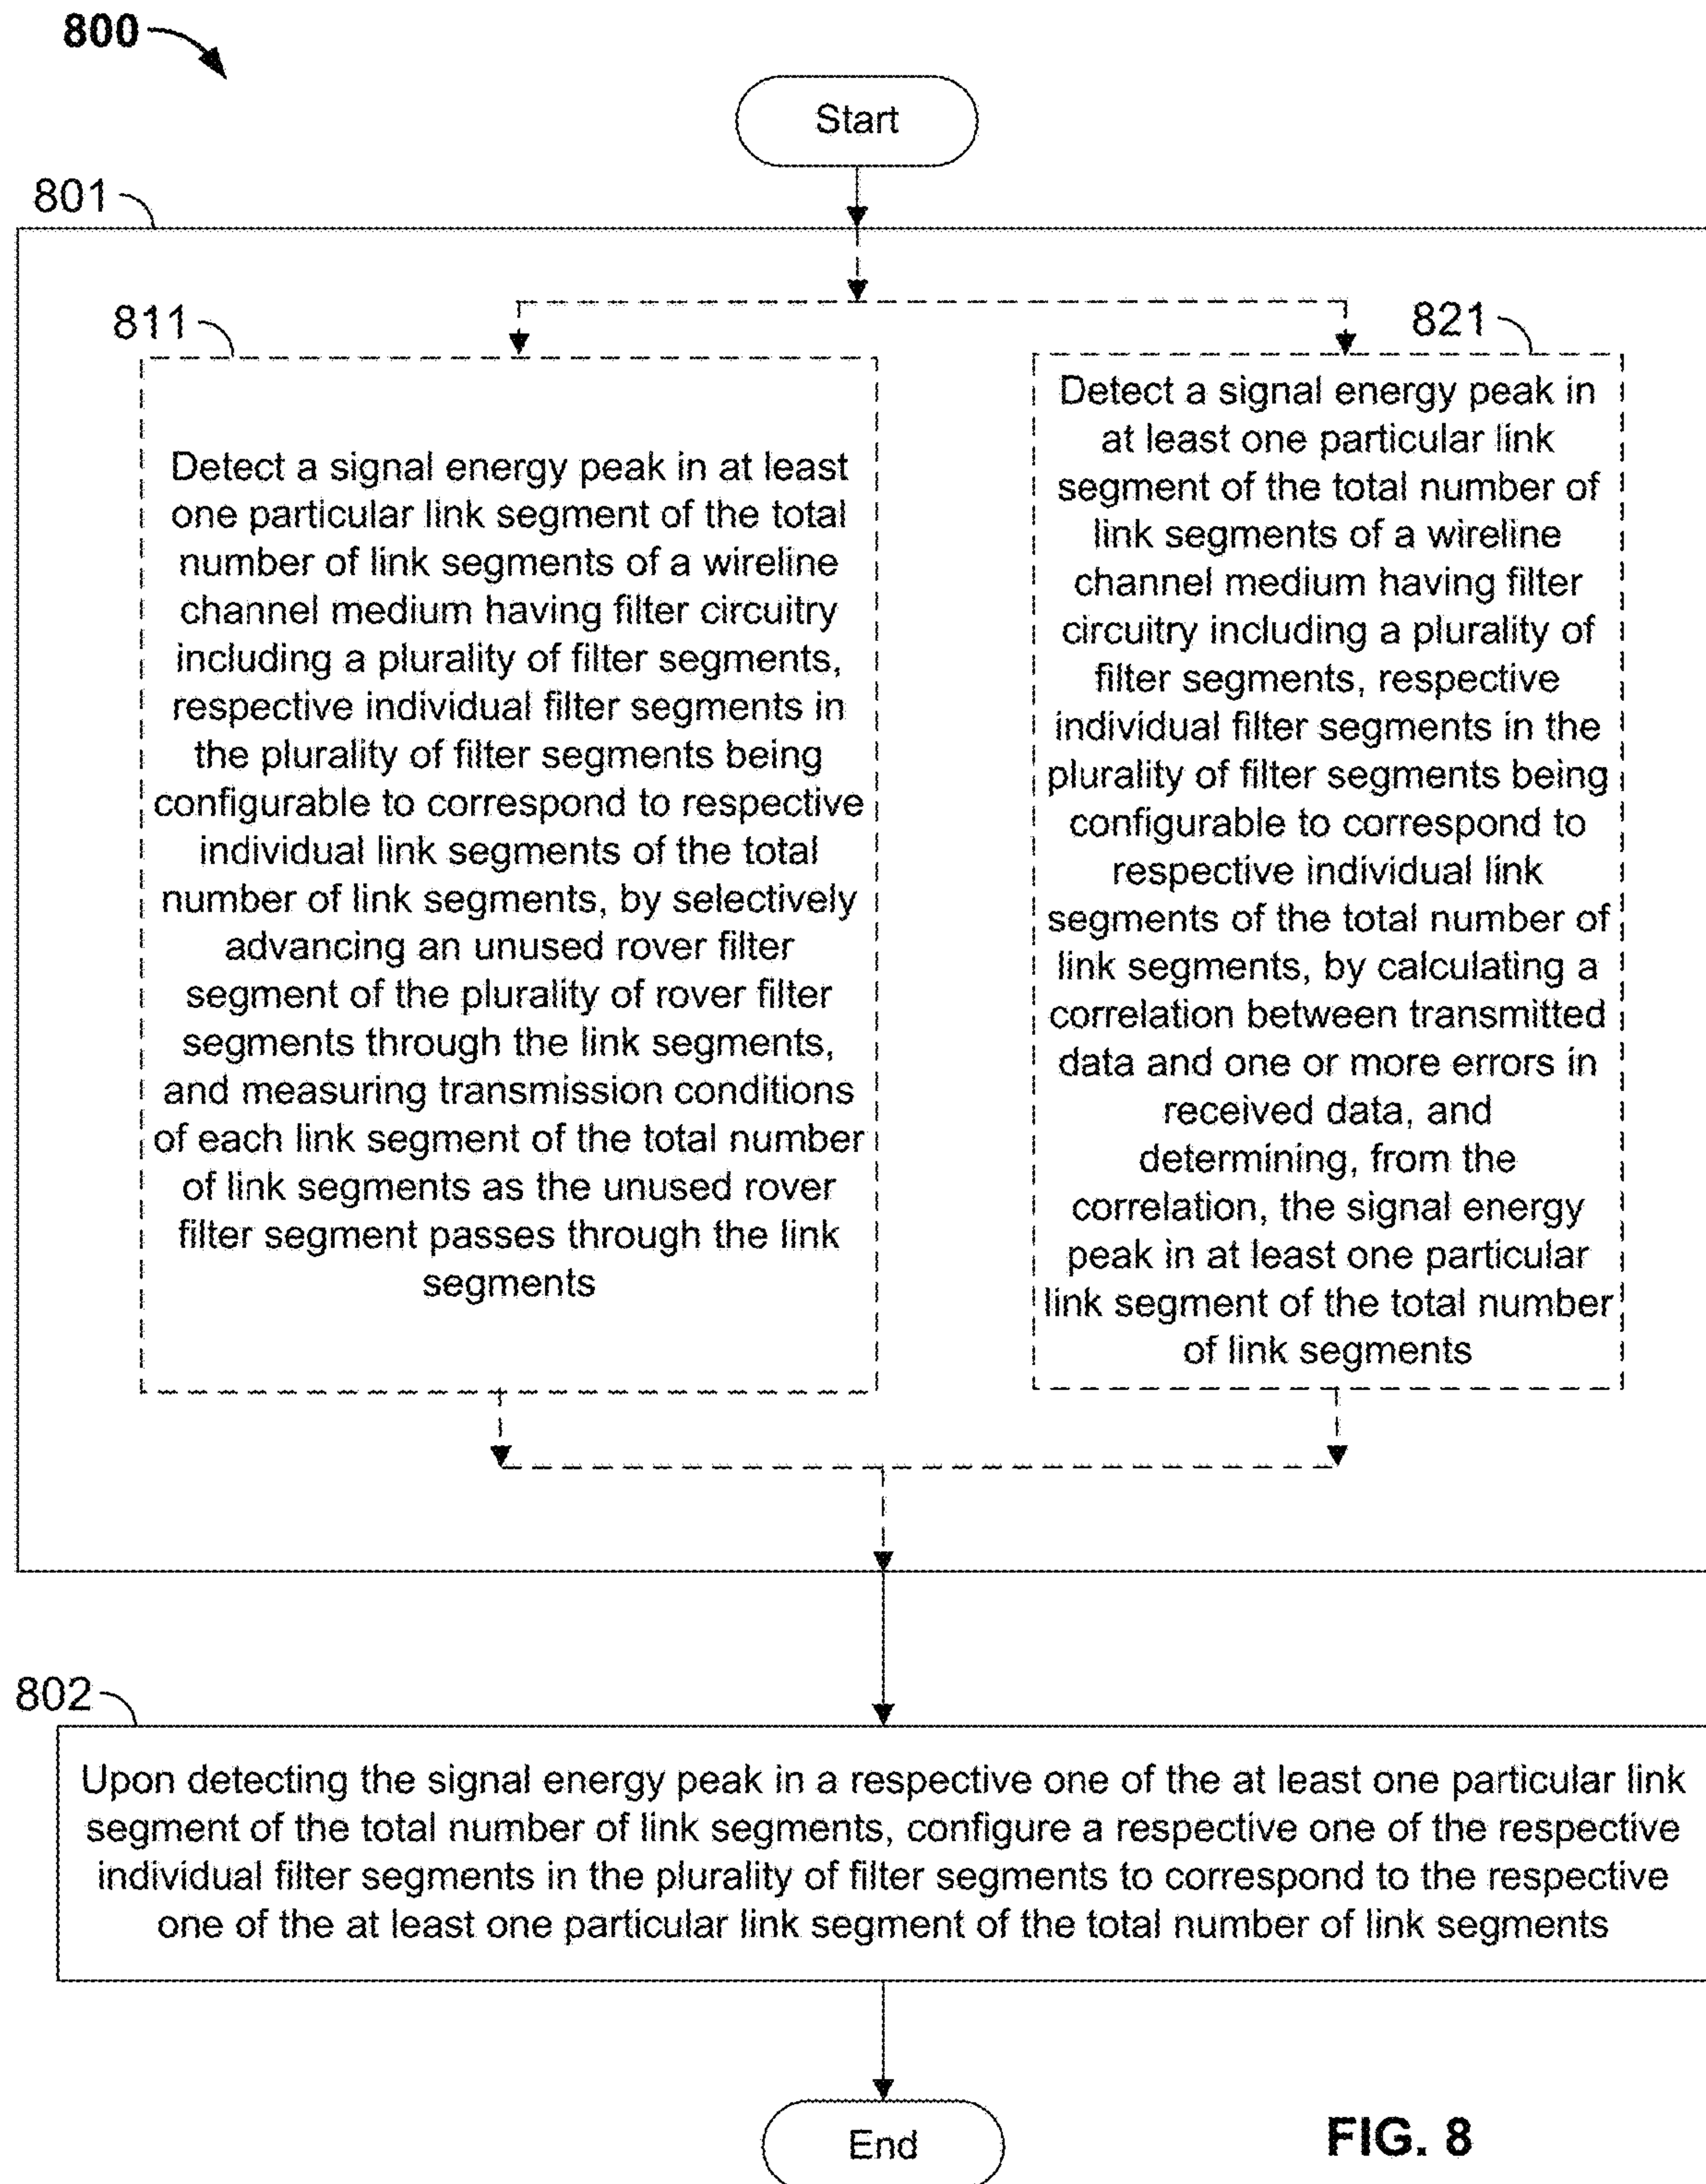 800
Start
801
811
Detect a signal energy peak in at least
one particular link segment of the total
number of link segments of a wireline
channel medium having filter circuitry
including a plurality of filter segments,
respective individual filter segments in
the plurality of filter segments being
configurable to correspond to respective
individual link segments of the total
number of link segments, by selectively
advancing an unused rover filter
segment of the plurality of rover filter
segments through the link segments,
and measuring transmission conditions
of each link segment of the total number
of link segments as the unused rover
filter segment passes through the link
segments
821
Detect a signal energy peak in
at least one particular link
segment of the total number of
link segments of a wireline
channel medium having filter
circuitry including a plurality of
filter segments, respective
individual filter segments in the
plurality of filter segments being
configurable to correspond to
respective individual link
segments of the total number of
link segments, by calculating a
correlation between transmitted
data and one or more errors in
received data, and
determining, from the
correlation, the signal energy
peak in at least one particular
link segment of the total number
of link segments
802
Upon detecting the signal energy peak in a respective one of the at least one particular link
segment of the total number of link segments, configure a respective one of the respective
individual filter segments in the plurality of filter segments to correspond to the respective
one of the at least one particular link segment of the total number of link segments
End
FIG. 8